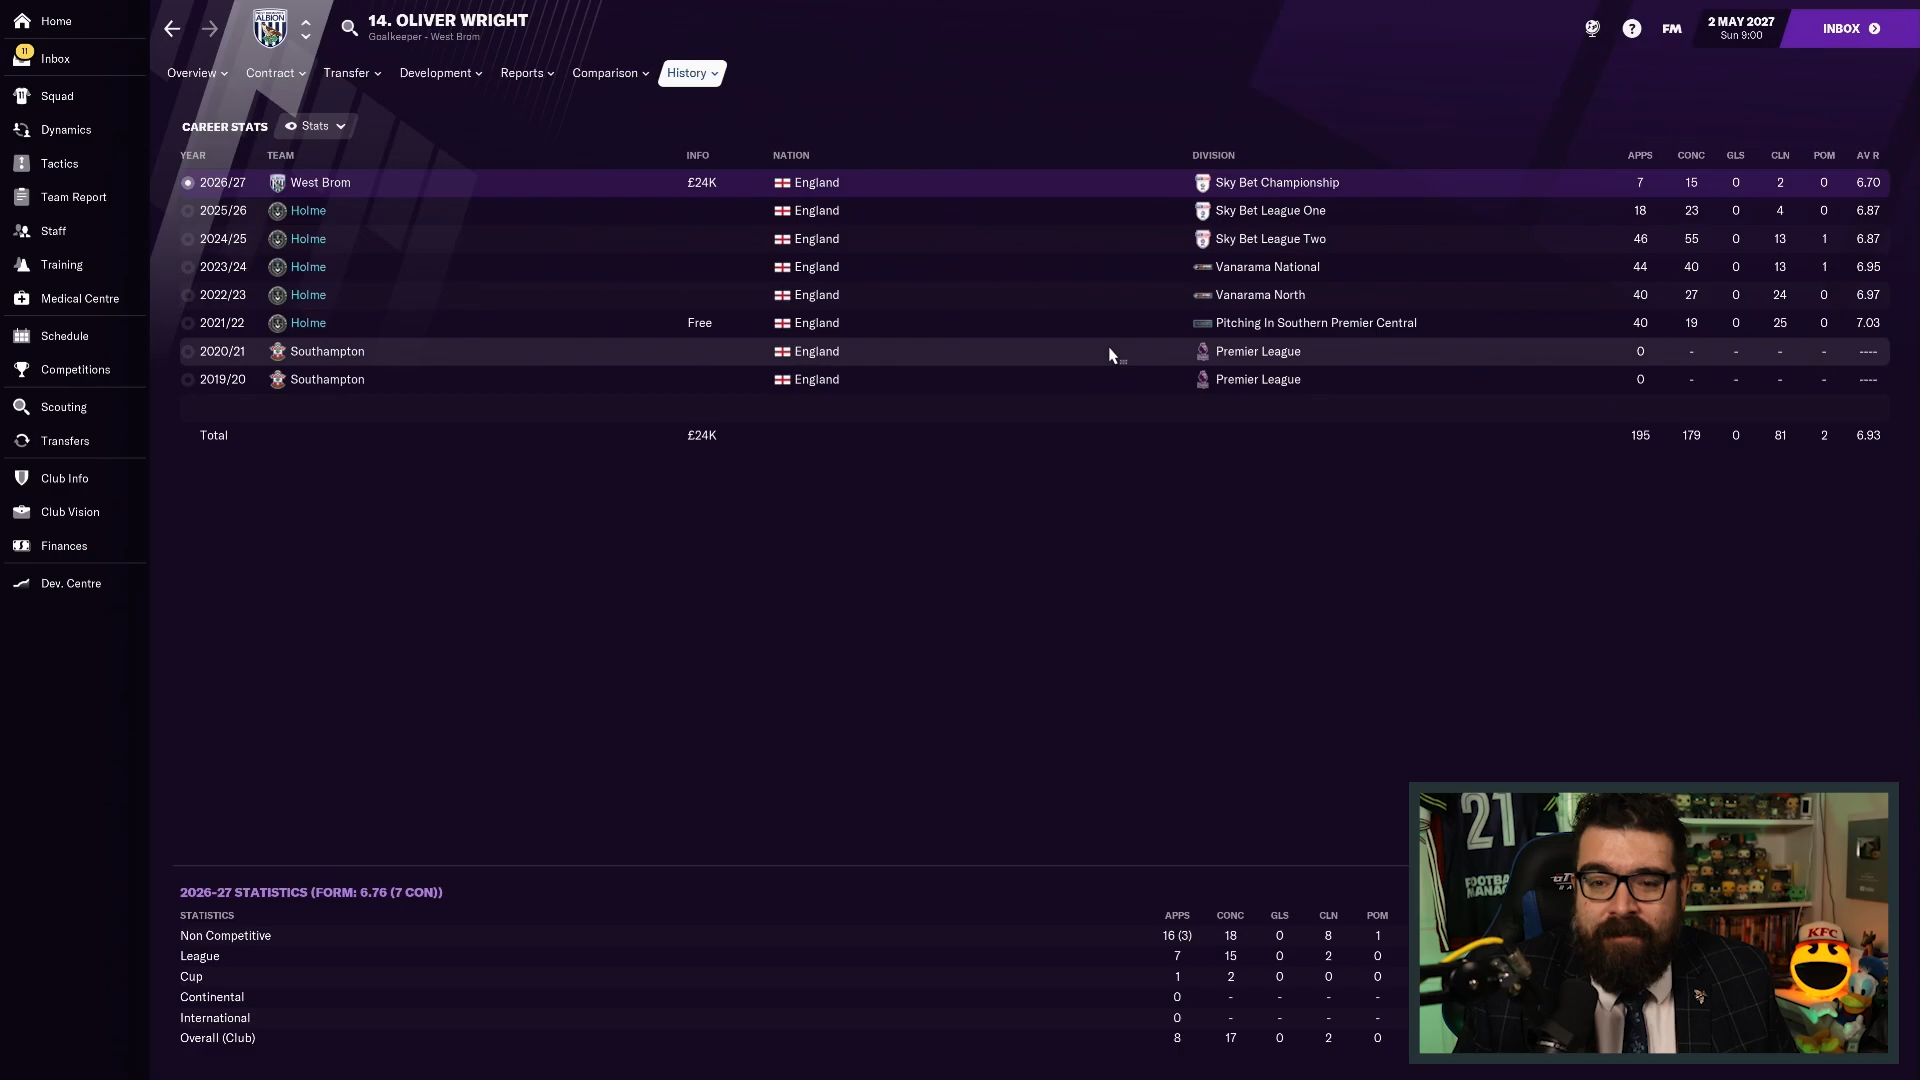 Home
11
Inbox
Squad
Dynamics
Tactics
Team Report
Staff
Training
Medical Centre
Schedule
Competitions
Scouting
Transfers
Club Info
Club Vision
Finances
Dev. Centre
14. OLIVER WRIGHT
Goalkeeper - West Brom
FM
2 MAY 2027
Sun 9:00
INBOX
Overview Contract Transfer Development Reports Comparison History
CAREER STATS Stats
YEAR TEAM INFO NATION DIVISION APPS CONC GLS CLN POM AV R
2026/27 West Brom £24K England Sky Bet Championship 7 15 0 2 0 6.70
2025/26 Holme England Sky Bet League One 18 23 0 4 0 6.87
2024/25 Holme England Sky Bet League Two 46 55 0 13 1 6.87
2023/24 Holme England Vanarama National 44 40 0 13 1 6.95
2022/23 Holme England Vanarama North 40 27 0 24 0 6.97
2021/22 Holme Free England Pitching In Southern Premier Central 40 19 0 25 0 7.03
2020/21 Southampton England Premier League 0 - - - - ----
2019/20 Southampton England Premier League 0 - - - - ----
Total £24K 195 179 0 81 2 6.93
2026-27 STATISTICS (FORM: 6.76 (7 CON))
STATISTICS APPS CONC GLS CLN POM
Non Competitive 16 (3) 18 0 8 1
League 7 15 0 2 0
Cup 1 2 0 0 0
Continental 0 - - - -
International 0 - - - -
Overall (Club) 8 17 0 2 0
21
KFC